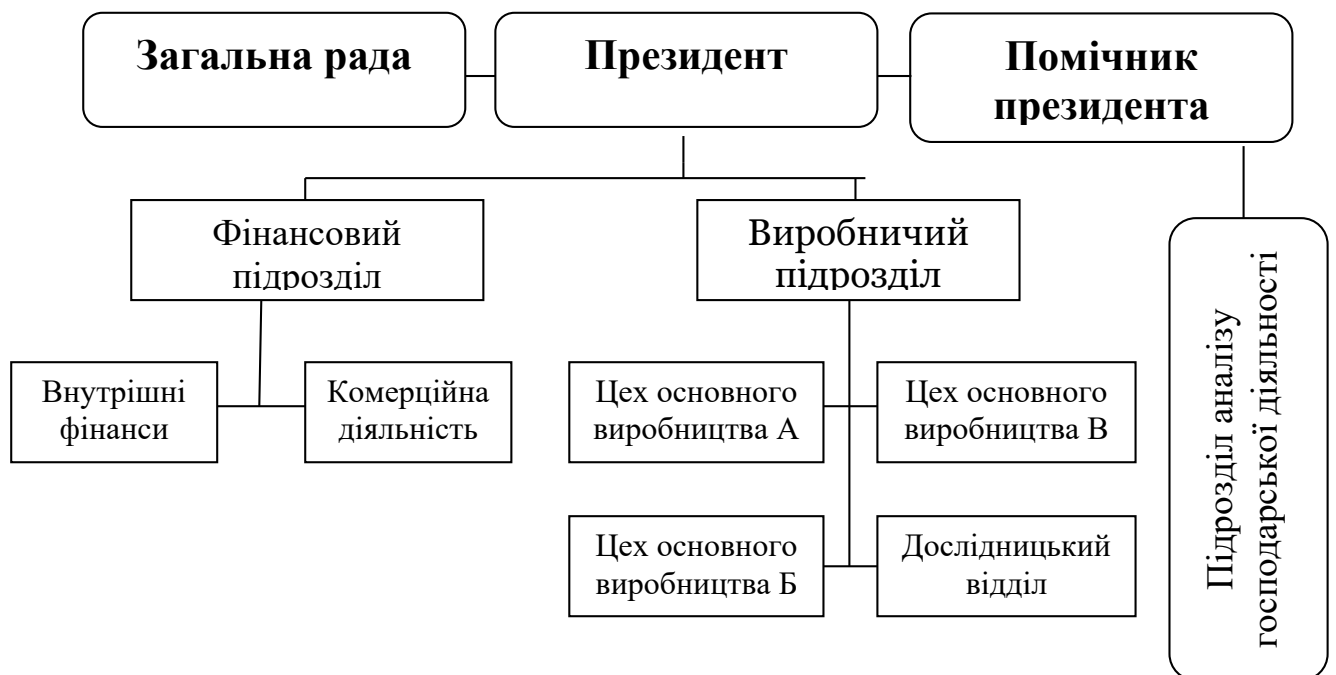 Загальна рада
Президент
Помічник
президента
Фінансовий
підрозділ
Виробничий
підрозділ
Підрозділ аналізу
господарської діяльності
Внутрішні
фінанси
Комерційна
діяльність
Цех основного
виробництва А
Цех основного
виробництва В
Цех основного
виробництва Б
Дослідницький
відділ